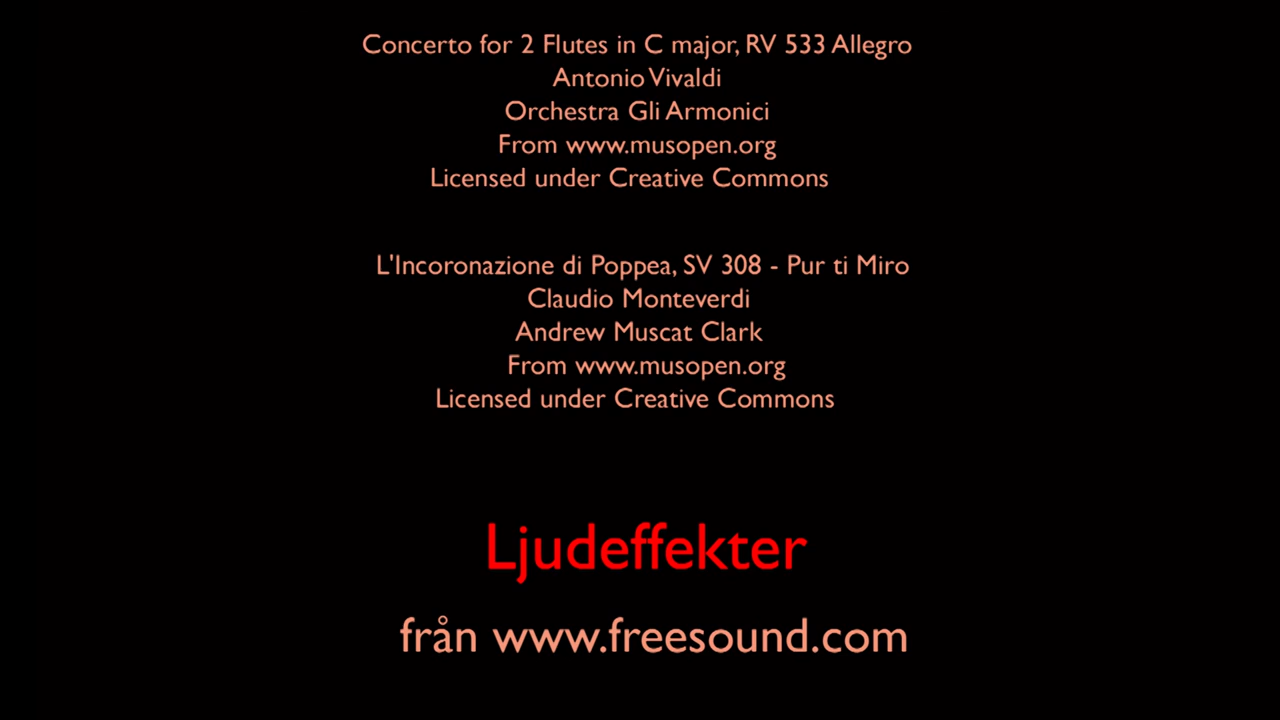 Concerto for 2 Flutes in C major, RV 533 Allegro
Antonio Vivaldi
Orchestra Gli Armonici
From www.musopen.org
Licensed under Creative Commons
L'Incoronazione di Poppea, SV 308 - Pur ti Miro
Claudio Monteverdi
Andrew Muscat Clark
From www.musopen.org
Licensed under Creative Commons
Ljudeffekter
från www.freesound.com